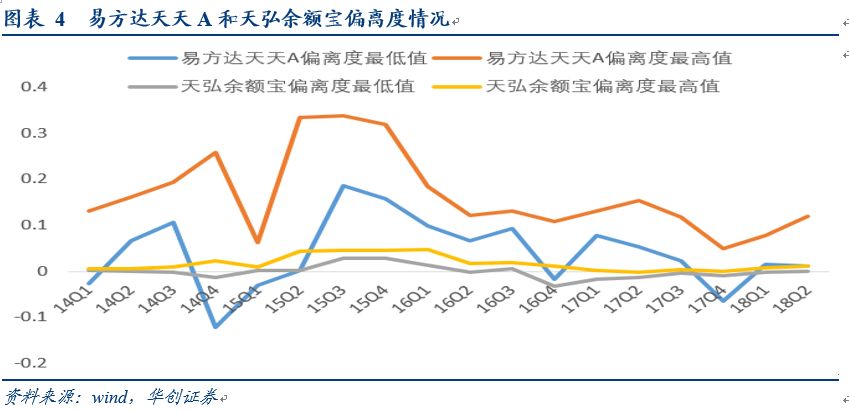 图表 4 易方达天天 A 和天弘余额宝偏高度情况
易方达天天A偏离度最低值 易方达天天A偏离度最高值
天弘余额宝偏离度最低值 天弘余额宝偏离度最高值
0.4
0.3
0.2
0.1
0
-0.1
-0.2
14Q1 14Q2 14Q3 14Q4 15Q1 15Q2 15Q3 15Q4 16Q1 16Q2 16Q3 16Q4 17Q1 17Q2 17Q3 17Q4 18Q1 18Q2
资料来源：wind，华创证券